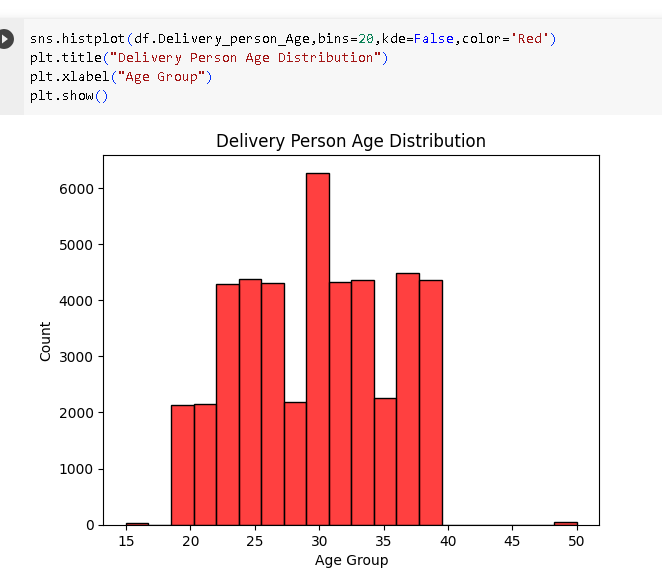 sns.histplot(df.Delivery_person_Age,bins=20,kde=False,color='Red')
plt.title("Delivery Person Age Distribution")
plt.xlabel("Age Group")
plt.show()
Delivery Person Age Distribution
6000
5000
4000
3000
2000
1000
0
Count
15 20 25 30 35 40 45 50
Age Group